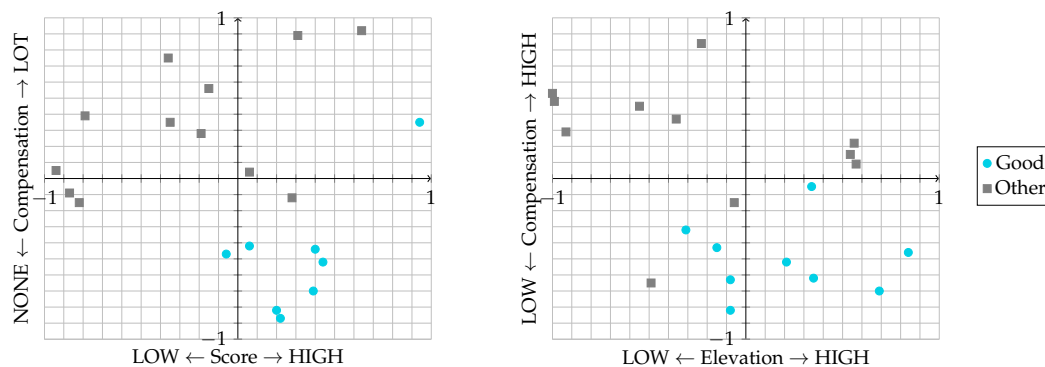 1
−1
1
−1
NONE ← Compensation → LOT
LOW ← Score → HIGH
1
−1
1
−1
LOW ← Compensation → HIGH
LOW ← Elevation → HIGH
Good
Other